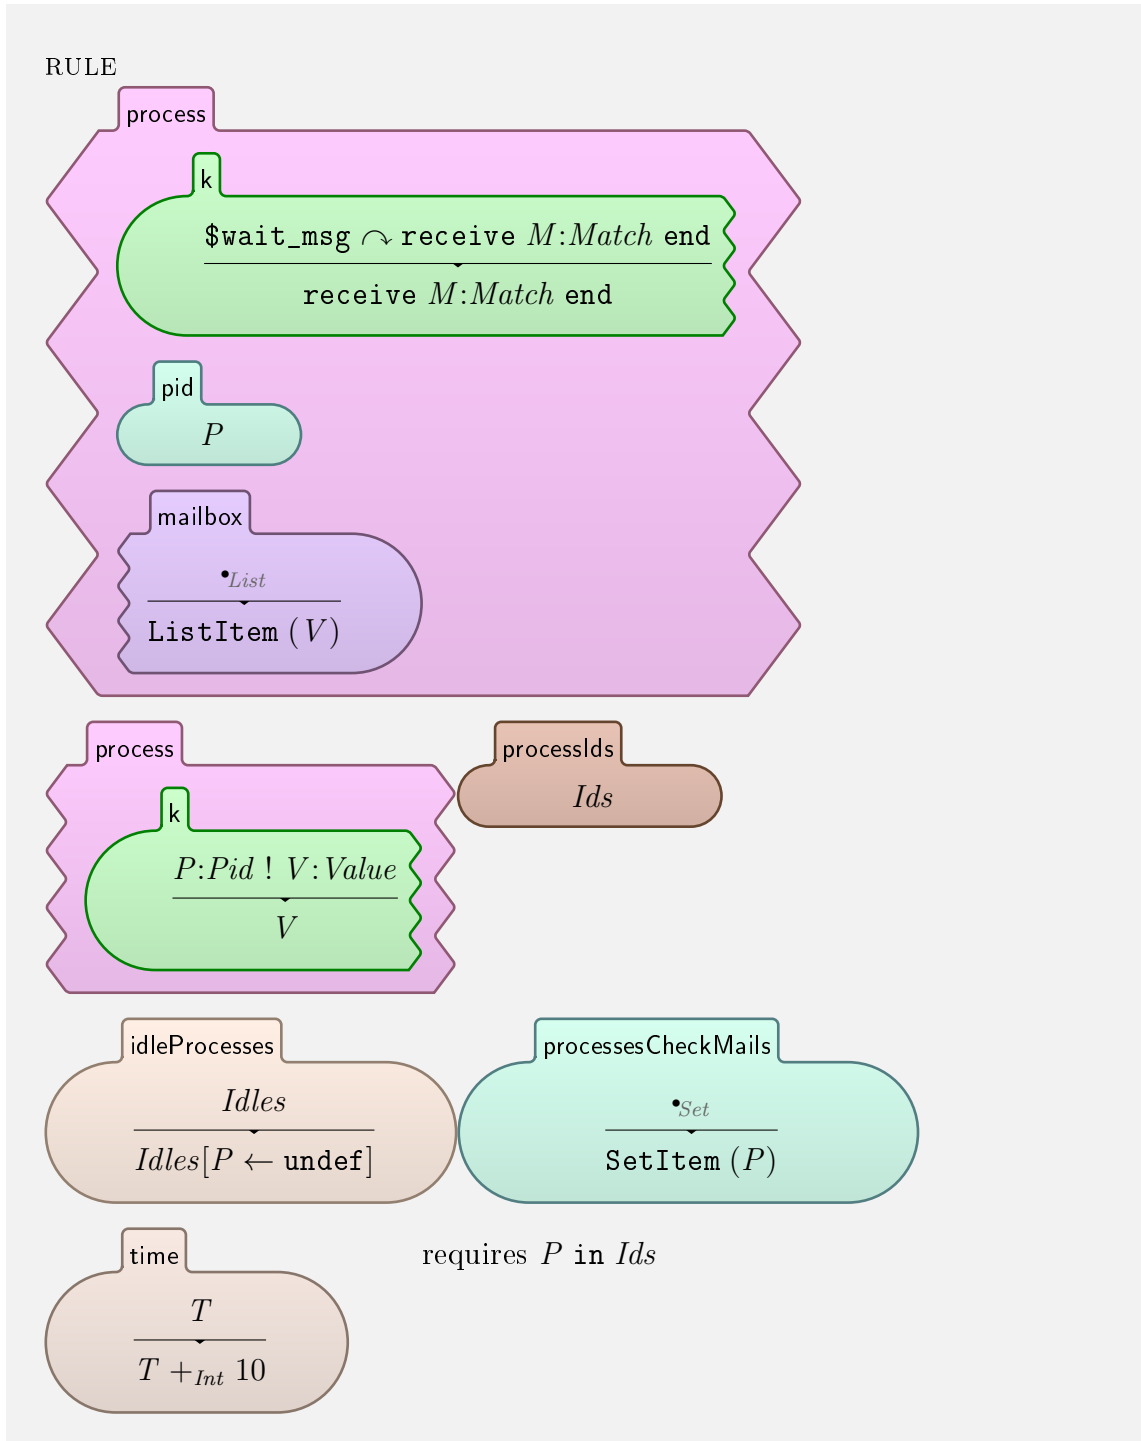 RULE
process
k
$wait_msg ↷ receive M:Match end
receive M:Match end
pid
P
mailbox
•List
ListItem (V)
process
processIds
k
Ids
P:Pid ! V:Value
V
idleProcesses
processesCheckMails
Idles
•Set
Idles[P ← undef]
SetItem (P)
time
requires P in Ids
T
T +Int 10